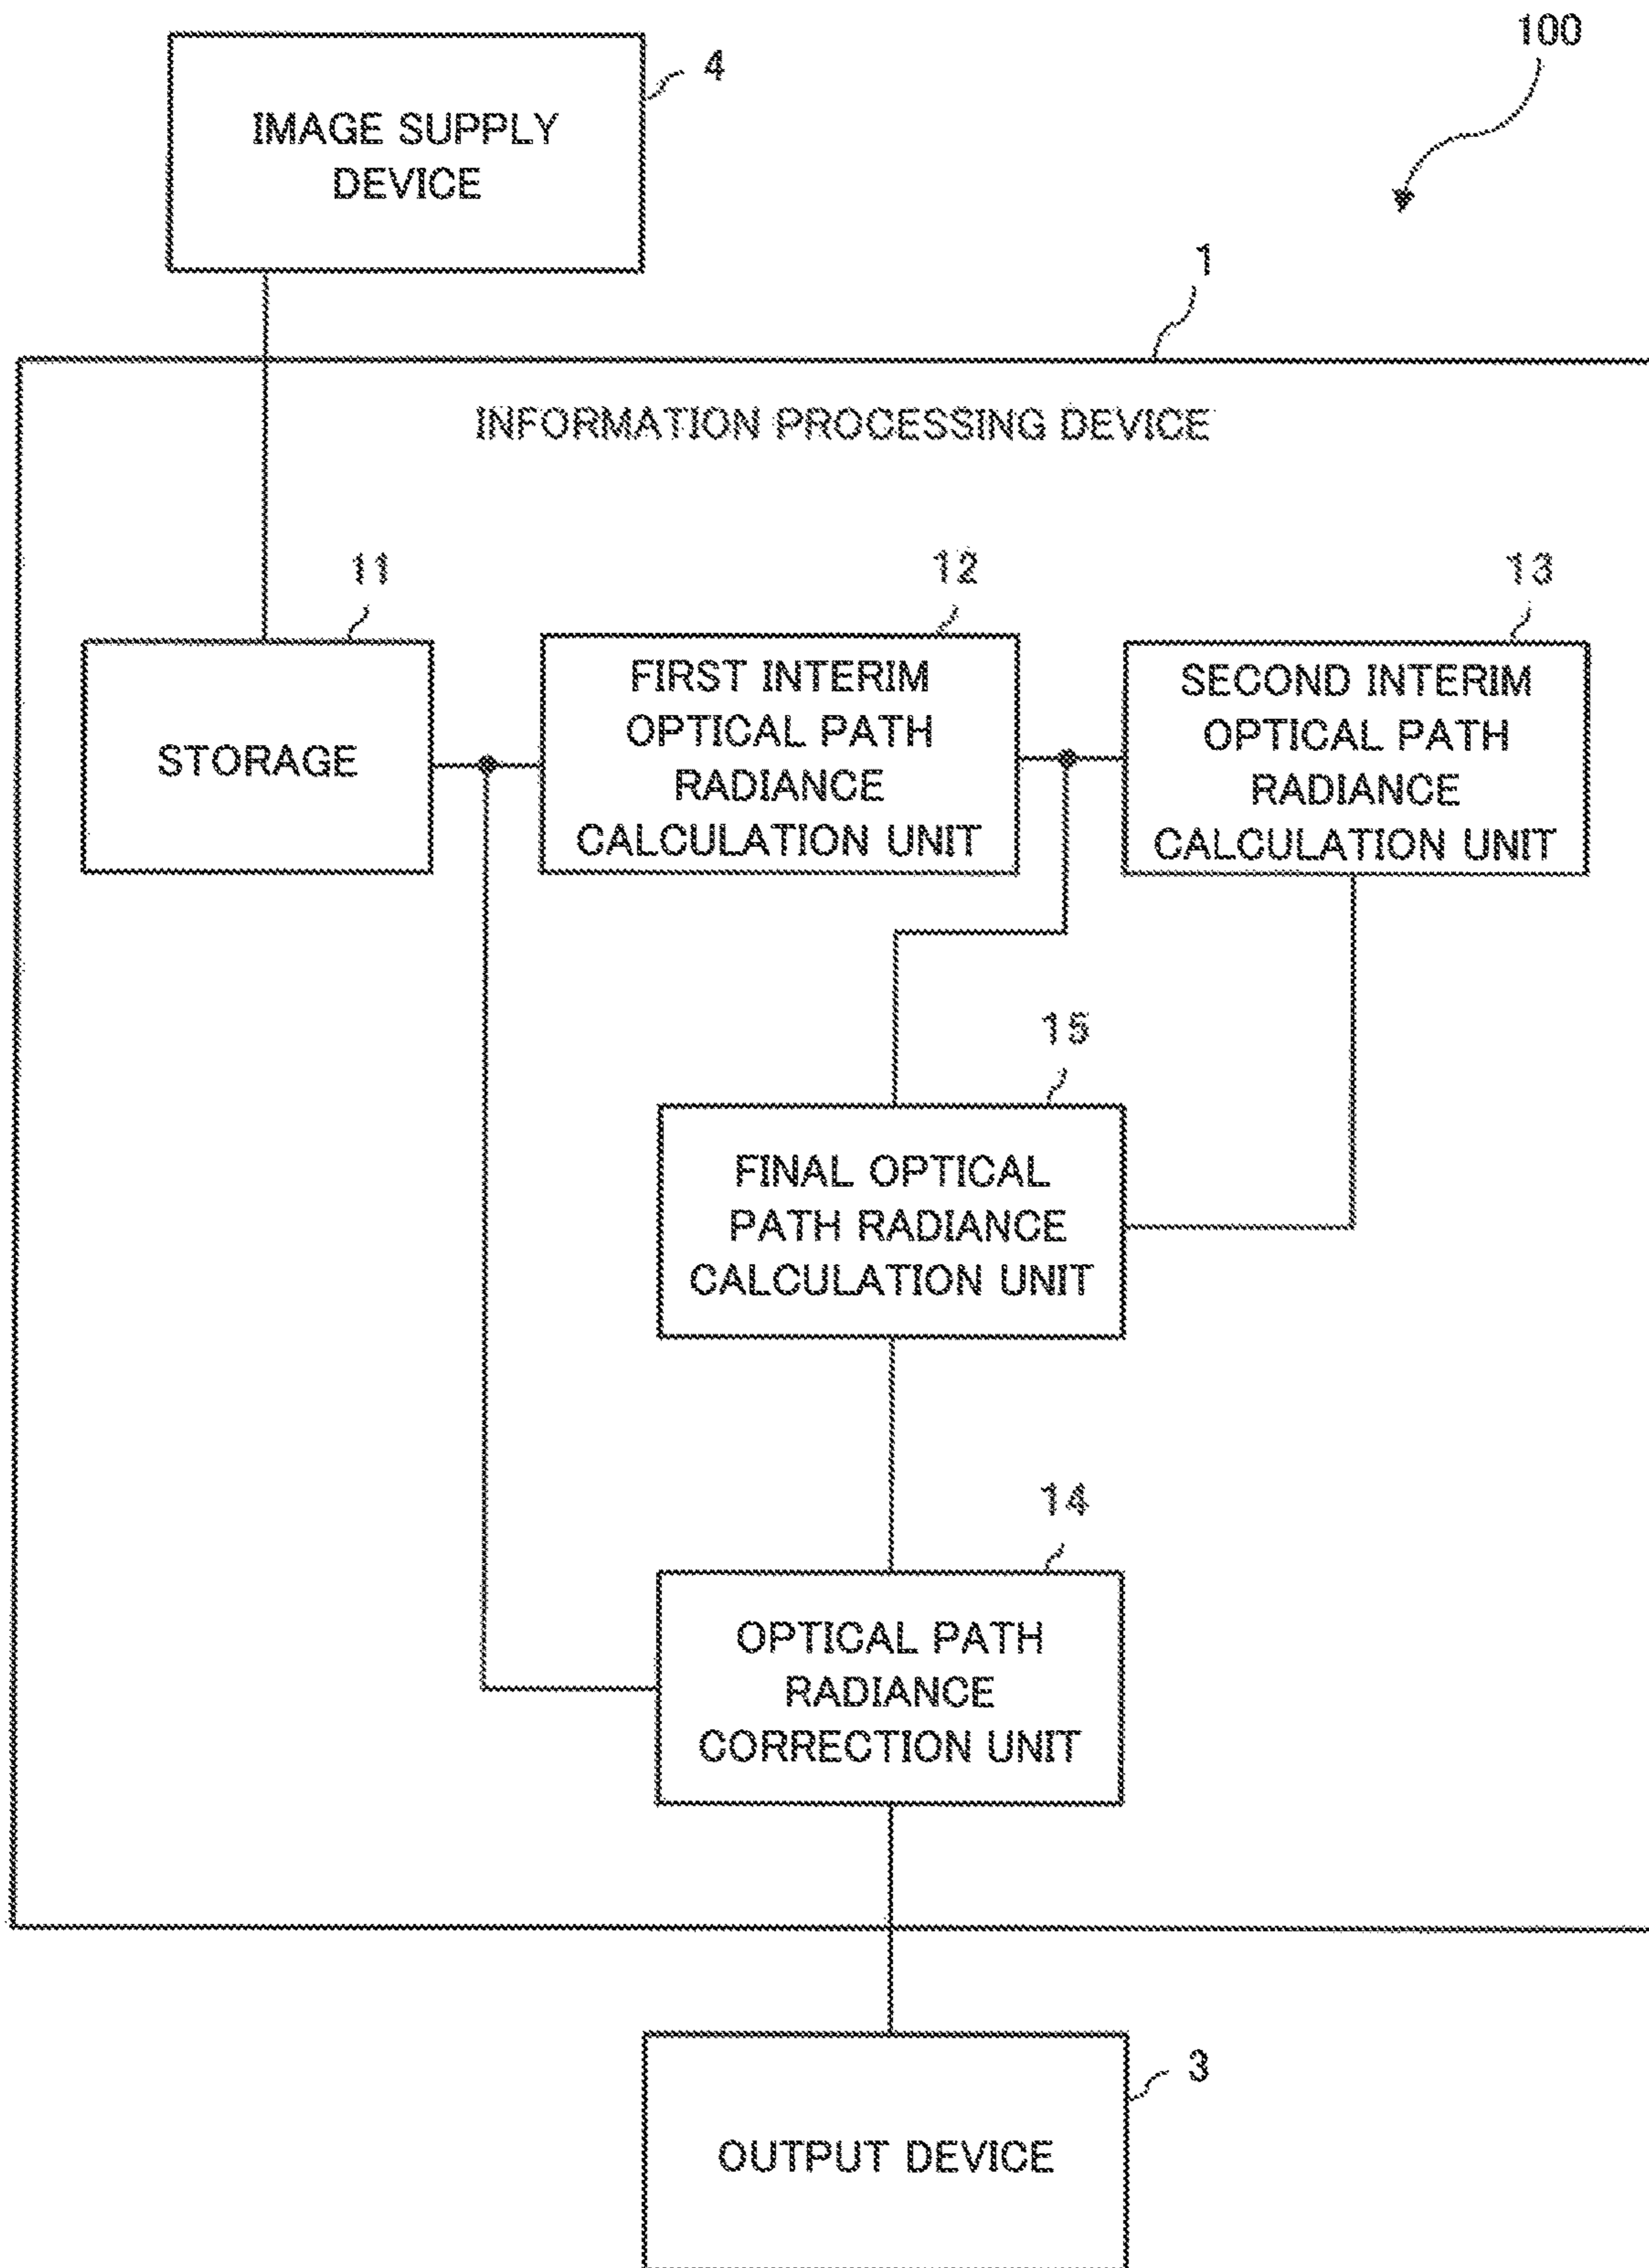 100
4
IMAGE SUPPLY
DEVICE
1
INFORMATION PROCESSING DEVICE
11
12
13
STORAGE
FIRST INTERIM
OPTICAL PATH
RADIANCE
CALCULATION UNIT
SECOND INTERIM
OPTICAL PATH
RADIANCE
CALCULATION UNIT
15
FINAL OPTICAL
PATH RADIANCE
CALCULATION UNIT
14
OPTICAL PATH
RADIANCE
CORRECTION UNIT
3
OUTPUT DEVICE